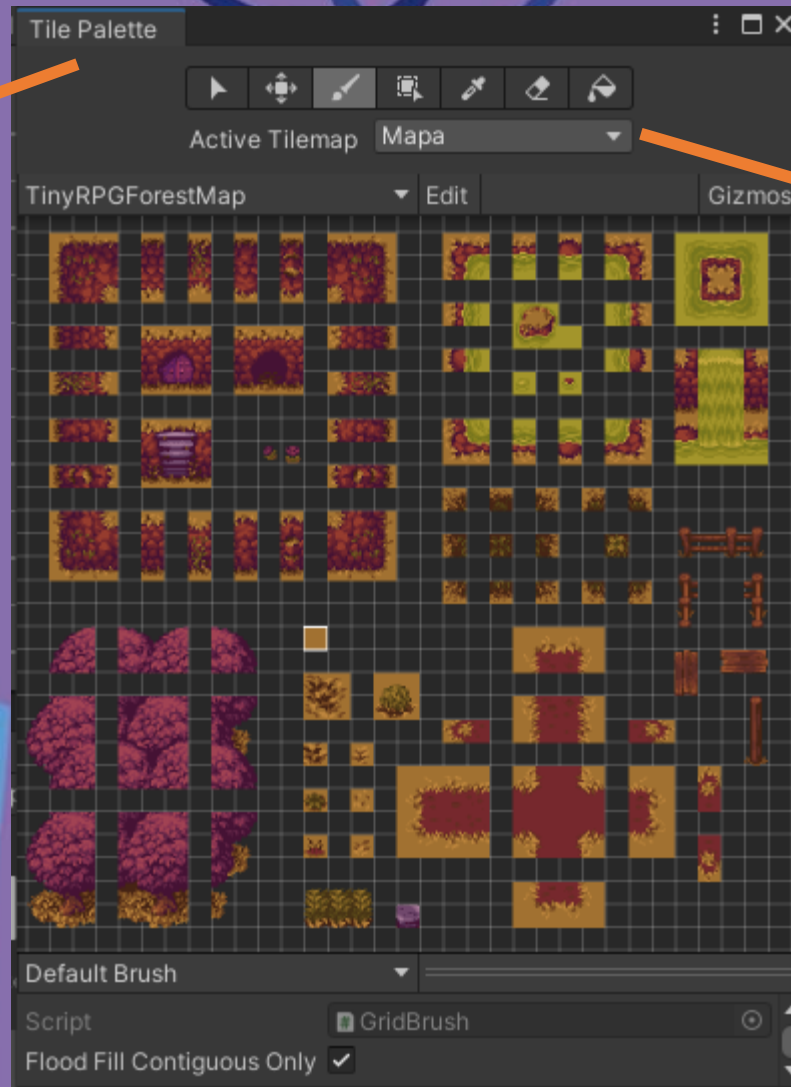 Tile Palette
Active Tilemap Mapa
TinyRPGForestMap Edit Gizmos
Default Brush
Script GridBrush
Flood Fill Contiguous Only